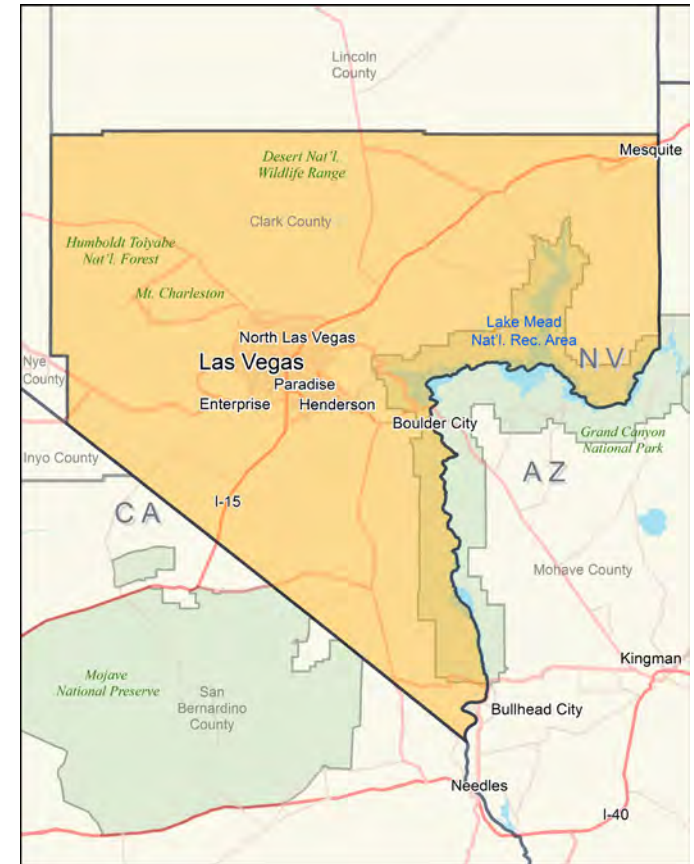 Lincoln
County
Mesquite
Desert Nat'l.
Wildlife Range
Clark County
Humboldt Toiyabe
Nat'l. Forest
Mt. Charleston
Lake Mead
Nat'l. Rec. Area
North Las Vegas
NV
Las Vegas
Nye
County
Paradise
Enterprise
Henderson
Boulder City
Grand Canyon
National Park
Inyo County
AZ
I-15
CA
Mohave County
Kingman
Mojave
National Preserve
San
Bernardino
County
Bullhead City
Needles
I-40